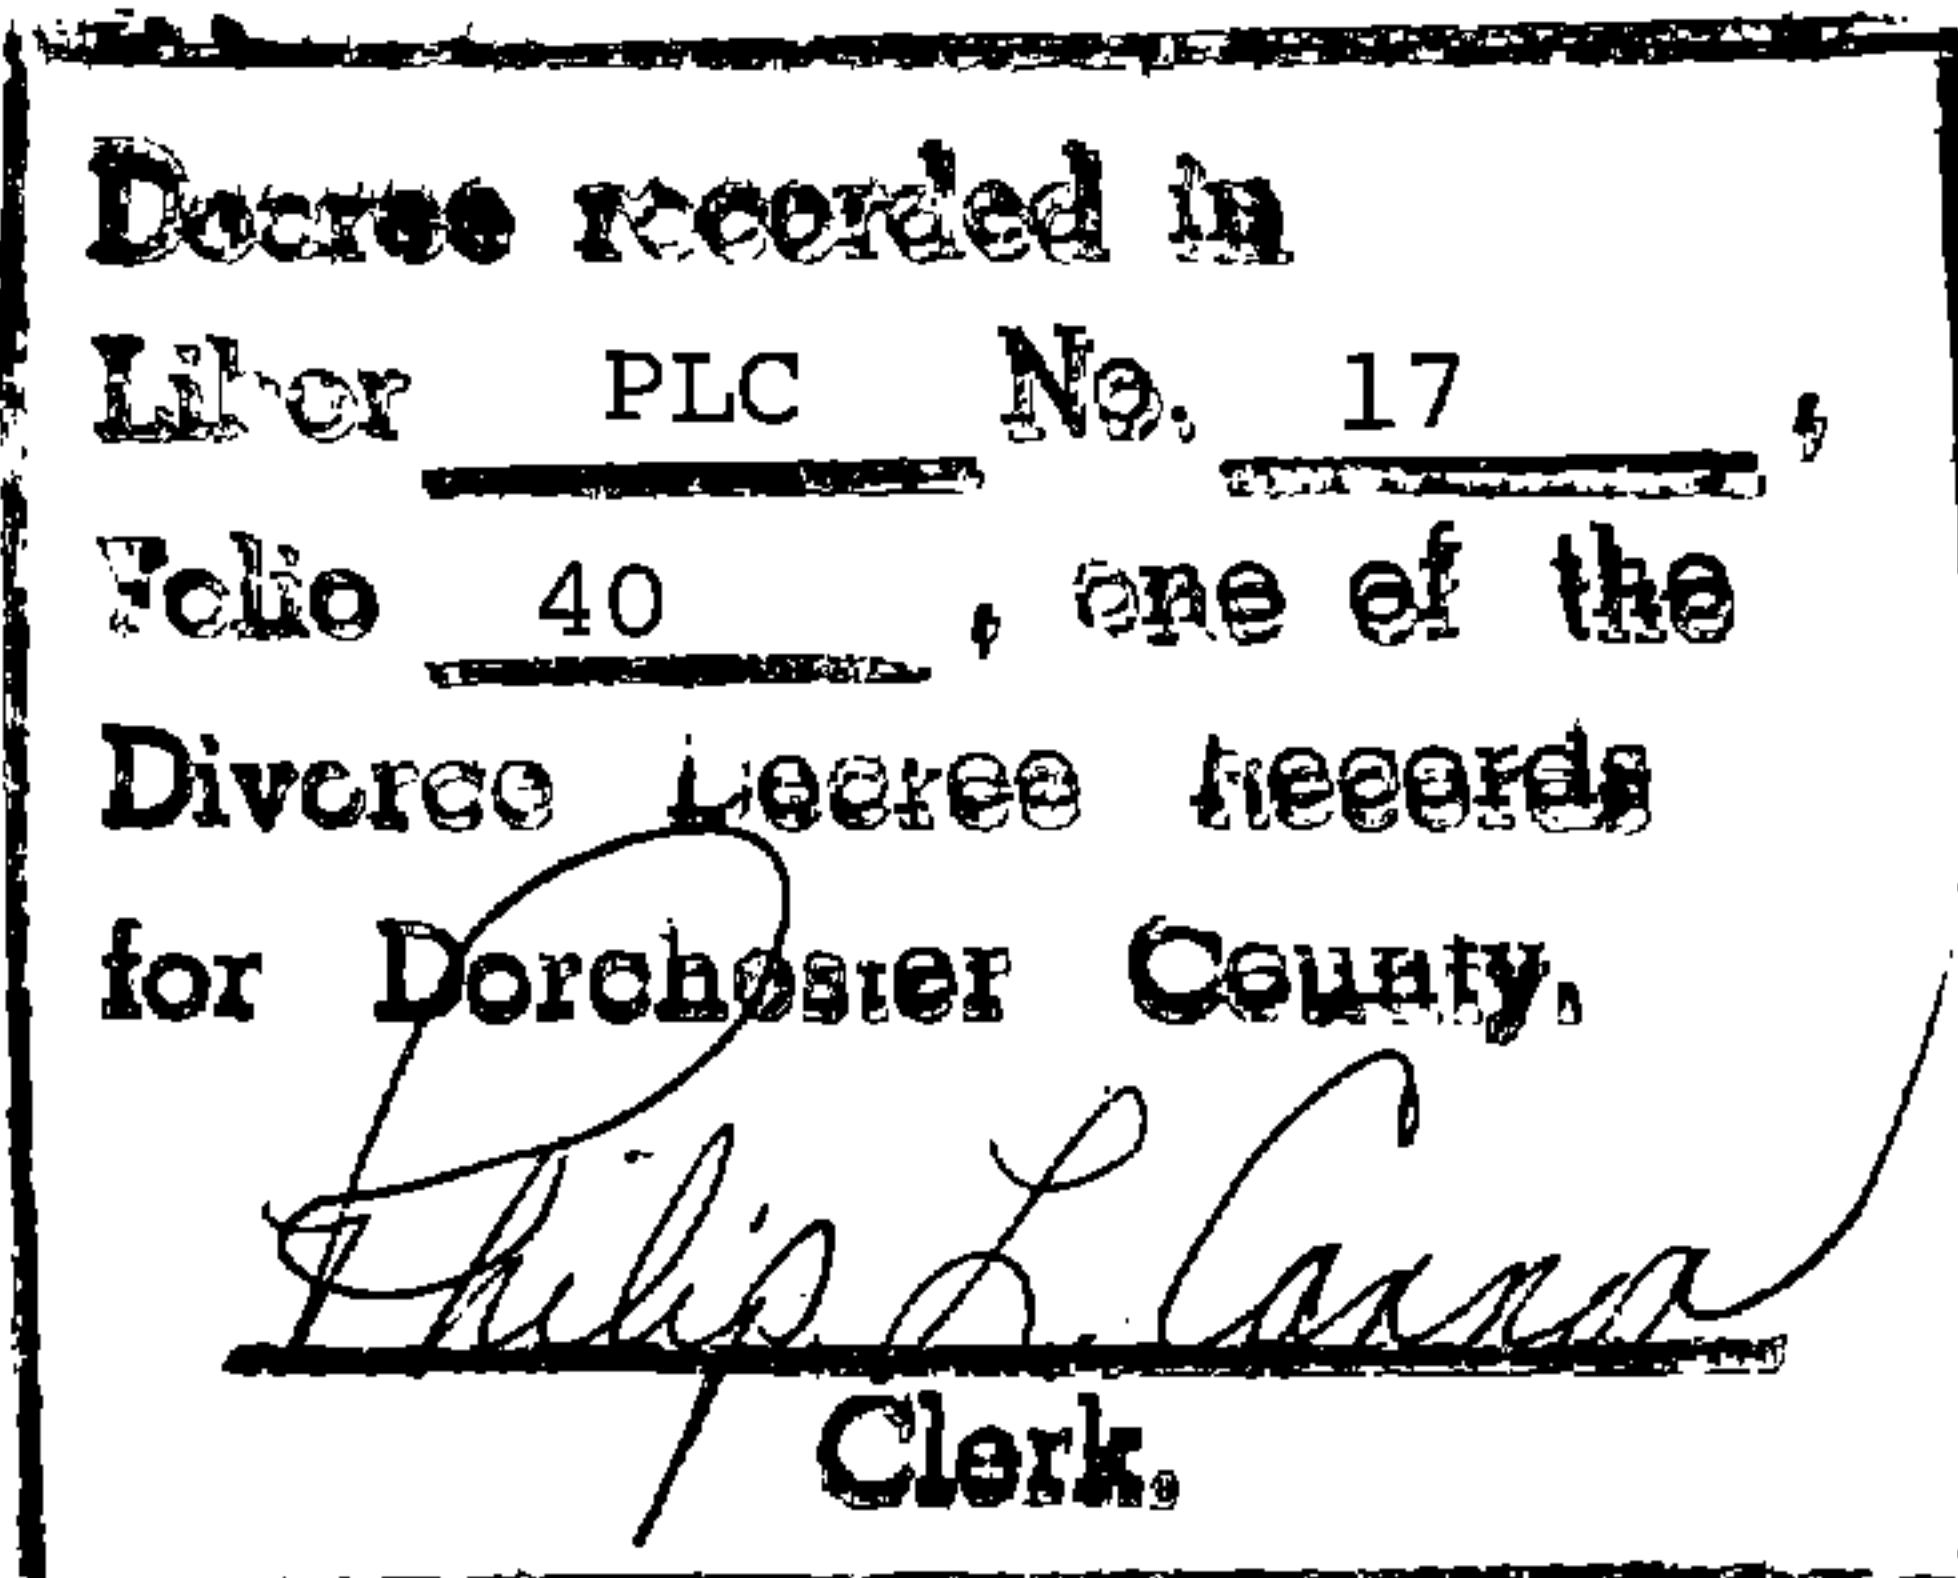 Decree recorded in
Liber PLC No. 17,
Folio 40, one of the
Divorce Decree Records
for Dorchester County.
Philip L. Cannon
Clerk.